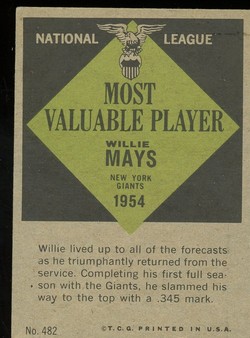 NATIONAL LEAGUE
MOST
VALUABLE PLAYER
WILLIE
MAYS
NEW YORK
GIANTS
1954
Willie lived up to all of the forecasts
as he triumphantly returned from the
service. Completing his first full sea-
son with the Giants, he slammed his
way to the top with a .345 mark.
No. 482 ©T.C.G. PRINTED IN U.S.A.